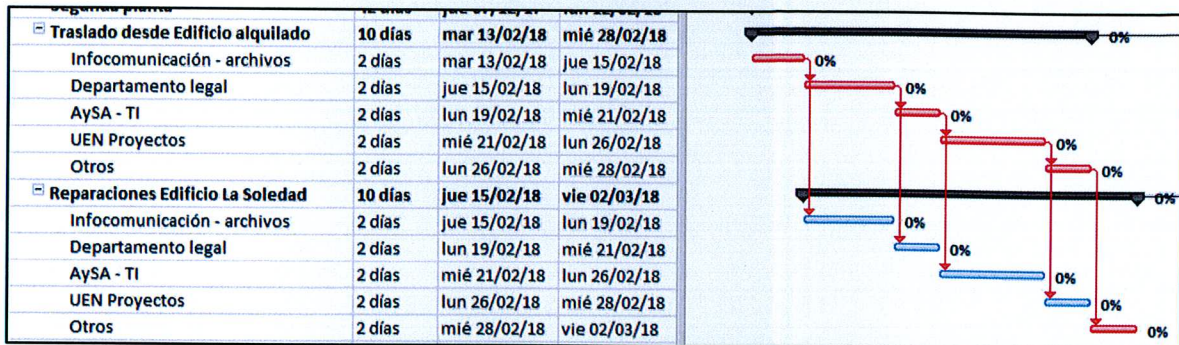 Segunda planta 42 días
Traslado desde Edificio alquilado 10 días mar 13/02/18 mié 28/02/18 0%
Infocomunicación - archivos 2 días mar 13/02/18 jue 15/02/18 0%
Departamento legal 2 días jue 15/02/18 lun 19/02/18 0%
AySA - TI 2 días lun 19/02/18 mié 21/02/18 0%
UEN Proyectos 2 días mié 21/02/18 lun 26/02/18 0%
Otros 2 días lun 26/02/18 mié 28/02/18 0%
Reparaciones Edificio La Soledad 10 días jue 15/02/18 vie 02/03/18 0%
Infocomunicación - archivos 2 días jue 15/02/18 lun 19/02/18 0%
Departamento legal 2 días lun 19/02/18 mié 21/02/18 0%
AySA - TI 2 días mié 21/02/18 lun 26/02/18 0%
UEN Proyectos 2 días lun 26/02/18 mié 28/02/18 0%
Otros 2 días mié 28/02/18 vie 02/03/18 0%